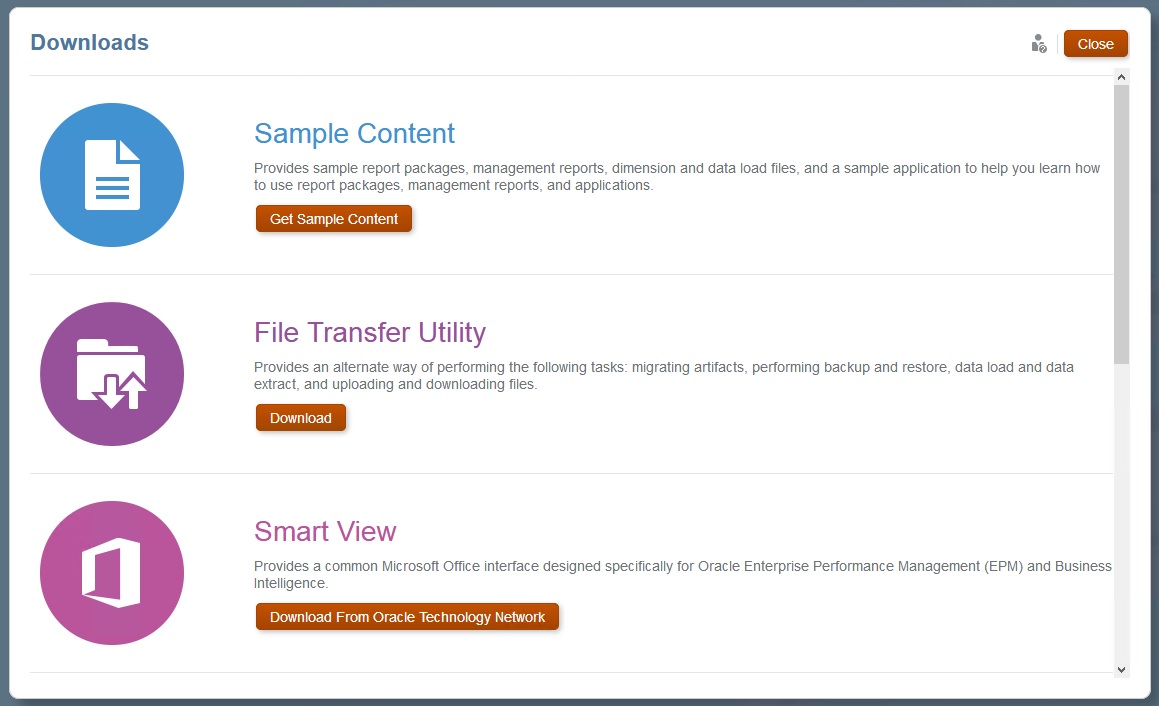 Downloads
Close
Sample Content
Provides sample report packages, management reports, dimension and data load files, and a sample application to help you learn how
to use report packages, management reports, and applications.
Get Sample Content
File Transfer Utility
Provides an alternate way of performing the following tasks: migrating artifacts, performing backup and restore, data load and data
extract, and uploading and downloading files.
Download
Smart View
Provides a common Microsoft Office interface designed specifically for Oracle Enterprise Performance Management (EPM) and Business
Intelligence.
Download From Oracle Technology Network